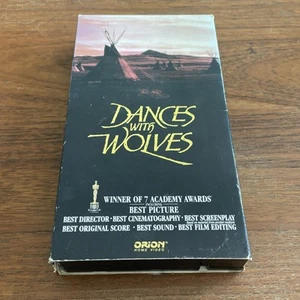 DANCES
WITH
WOLVES
WINNER OF 7 ACADEMY AWARDS
INCLUDING
BEST PICTURE
BEST DIRECTOR · BEST CINEMATOGRAPHY · BEST SCREENPLAY
BEST ORIGINAL SCORE · BEST SOUND · BEST FILM EDITING
ORION
HOME VIDEO